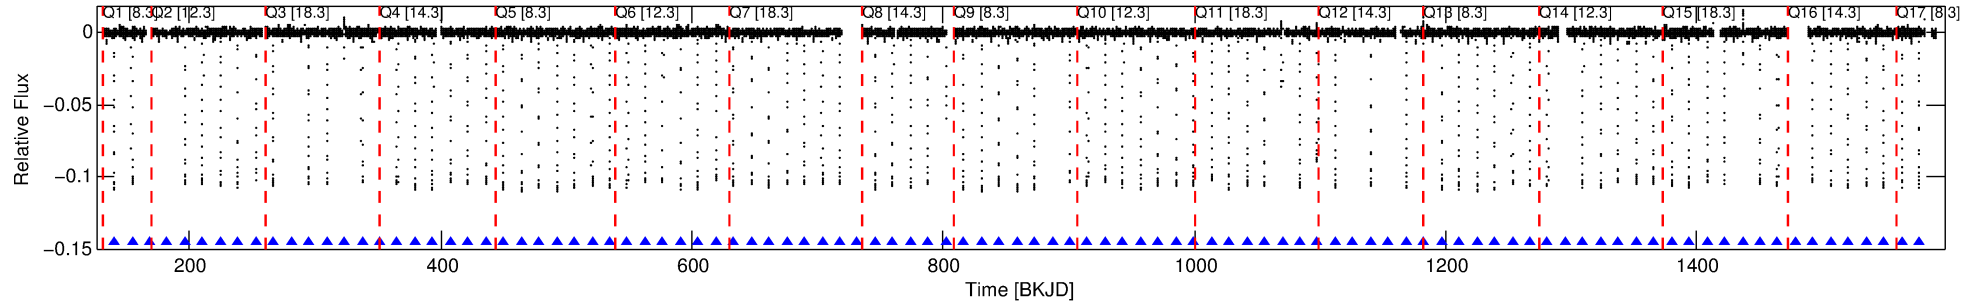 Q1 [8.3] Q2 [12.3] Q3 [18.3] Q4 [14.3] Q5 [8.3] Q6 [12.3] Q7 [18.3] Q8 [14.3] Q9 [8.3] Q10 [12.3] Q11 [18.3] Q12 [14.3] Q13 [8.3] Q14 [12.3] Q15 [18.3] Q16 [14.3] Q17 [8.3]
0
−0.05
−0.1
−0.15
Relative Flux
200 400 600 800 1000 1200 1400
Time [BKJD]